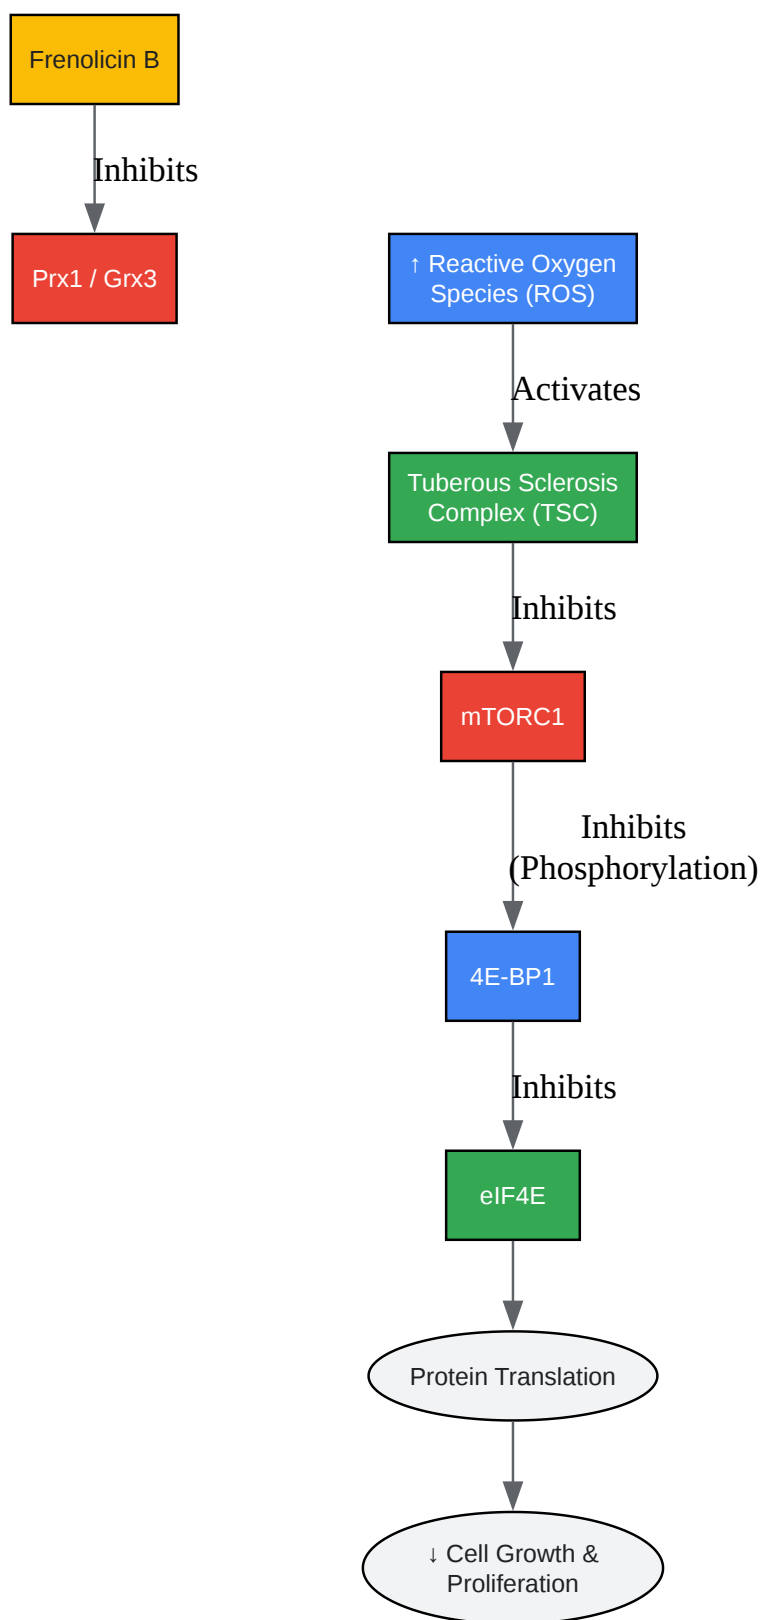 Frenolicin B
Inhibits
Prx1 / Grx3
↑ Reactive Oxygen
Species (ROS)
Activates
Tuberous Sclerosis
Complex (TSC)
Inhibits
mTORC1
Inhibits
(Phosphorylation)
4E-BP1
Inhibits
eIF4E
Protein Translation
↓ Cell Growth &
Proliferation